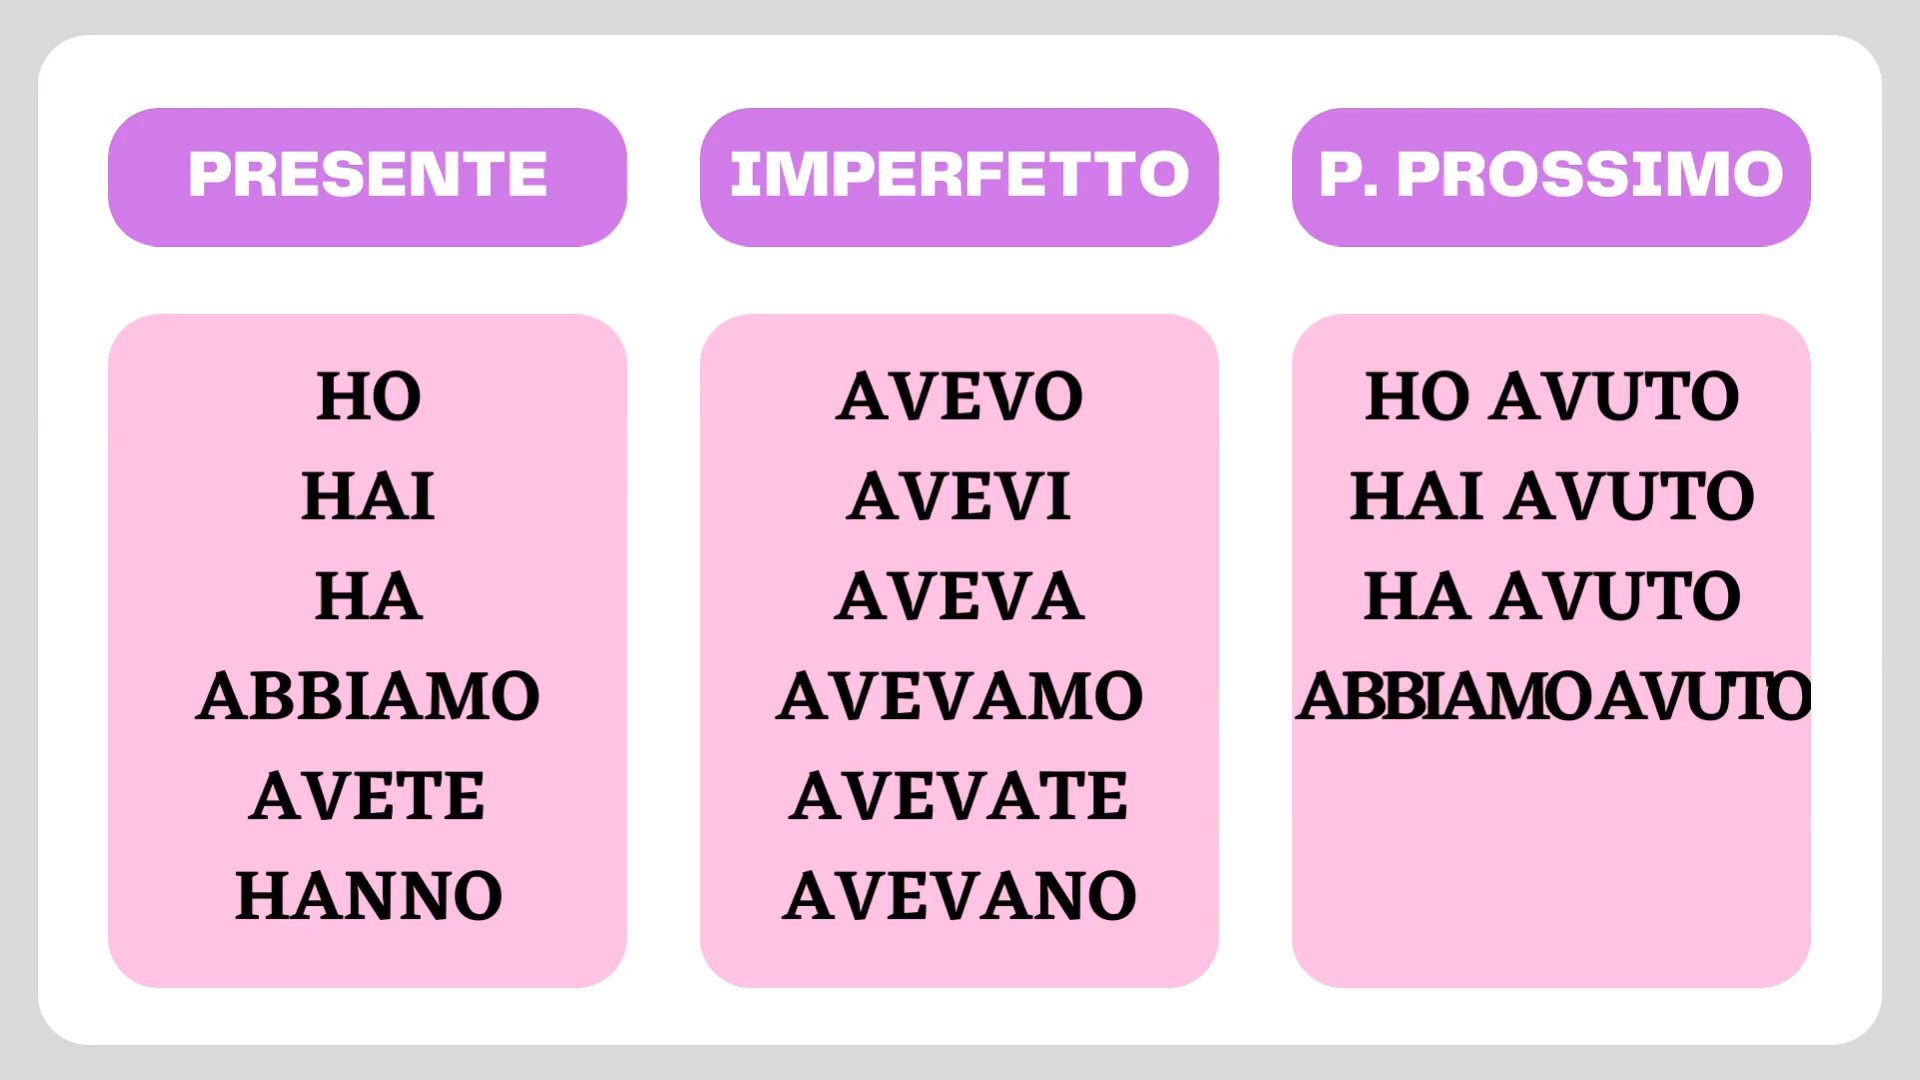 PRESENTE
HO
HAI
HA
ABBIAMO
AVETE
HANNO
IMPERFETTO
AVEVO
AVEVI
AVEVA
AVEVAMO
AVEVATE
AVEVANO
P. PROSSIMO
HO AVUTO
HAI AVUTO
HA AVUTO
ABBIAMO AVUTO